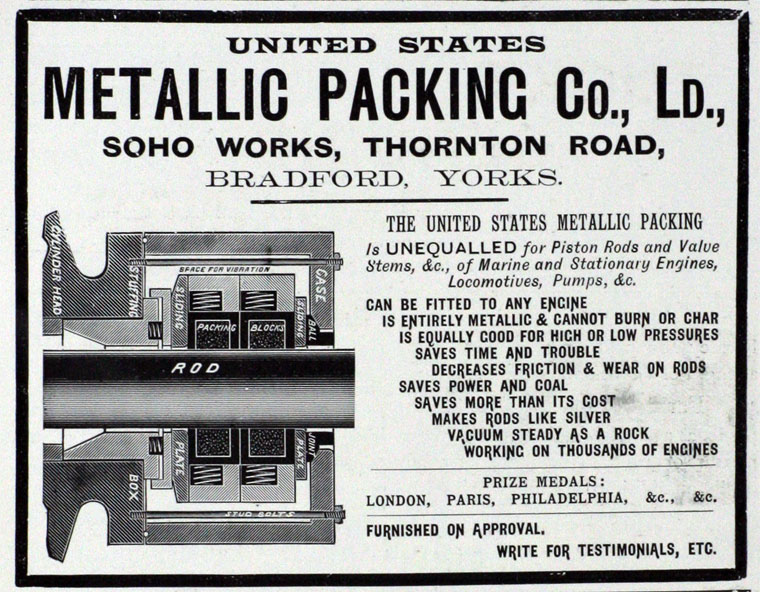 UNITED STATES
METALLIC PACKING Co., LD.,
SOHO WORKS, THORNTON ROAD,
BRADFORD, YORKS.
THE UNITED STATES METALLIC PACKING
Is UNEQUALLED for Piston Rods and Valve
Stems, &c., of Marine and Stationary Engines,
Locomotives, Pumps, &c.
CAN BE FITTED TO ANY ENGINE
IS ENTIRELY METALLIC & CANNOT BURN OR CHAR
IS EQUALLY GOOD FOR HIGH OR LOW PRESSURES
SAVES TIME AND TROUBLE
DECREASES FRICTION & WEAR ON RODS
SAVES POWER AND COAL
SAVES MORE THAN ITS COST
MAKES RODS LIKE SILVER
VACUUM STEADY AS A ROCK
WORKING ON THOUSANDS OF ENGINES
PRIZE MEDALS:
LONDON, PARIS, PHILADELPHIA, &c., &c.
FURNISHED ON APPROVAL.
WRITE FOR TESTIMONIALS, ETC.
CYLINDER HEAD
STUFFING
SPACE FOR VIBRATION
CASE
SLIDING
PACKING BLOCKS
SLIDING
BALL
ROD
PLATE
PLATE
JOINT
BOX
STUD BOLTS